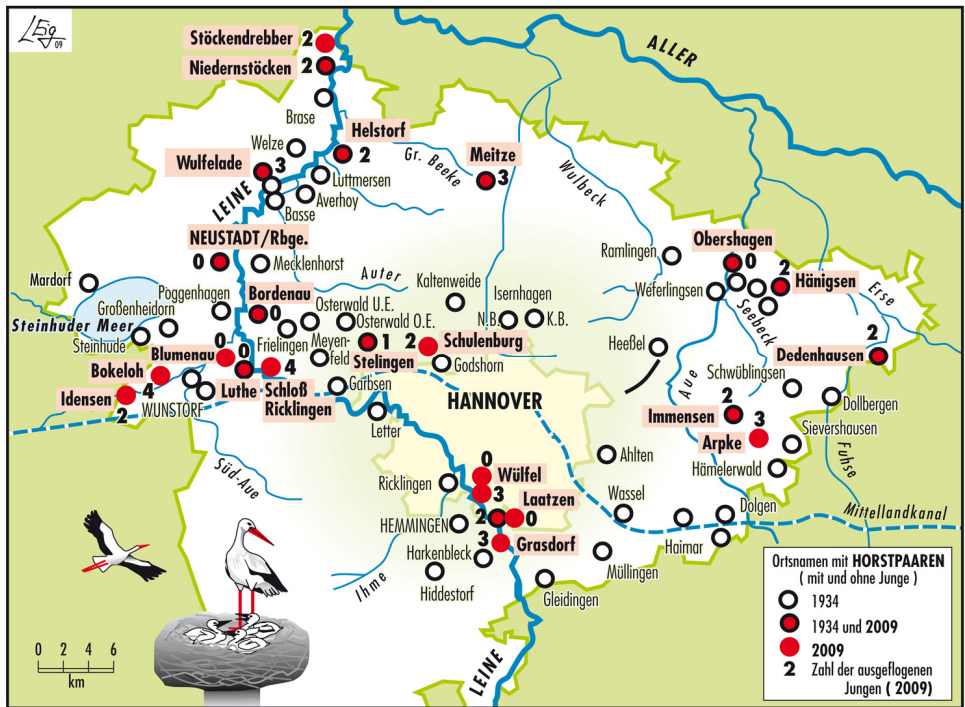 LEig
09
Stöckendrebber 2
Niedernstöcken 2
ALLER
Brase
Welze
Helstorf
2
Gr. Beeke
Meitze
3
Wulbeck
Wulfelade
3
Luttmersen
Averhoy
Basse
LEINE
NEUSTADT/Rbge.
0
Mecklenhorst
Ramlingen
Obershagen
0
2
Hänigsen
Mardorf
Auter
Kaltenweide
Weferlingsen
Seebeck
Erse
Poggenhagen
Bordenau
0
Osterwald U.E.
Isernhagen
Großenheidorn
Osterwald O.E.
N.B.
K.B.
Steinhuder Meer
Steinhude
Frielingen
Meyen-
feld
1
Stelingen
2
Schulenburg
Heeßel
2
Dedenhausen
0
Blumenau
0
4
Godshorn
Schwüblingsen
Bokeloh
4
Luthe
Schloß
Ricklingen
Garbsen
HANNOVER
Aue
Idensen
2
WUNSTORF
Letter
Immensen
2
Arpke
3
Dollbergen
Sievershausen
Fuhse
Süd-Aue
0
Wülfel
3
Ahlten
Hämelerwald
Ricklingen
Laatzen
2
0
Wassel
Dolgen
Mittellandkanal
HEMMINGEN
3
Grasdorf
Harkenbleck
Haimar
Müllingen
Ihme
Hiddestorf
Gleidingen
LEINE
0 2 4 6
km
Ortsnamen mit HORSTPAAREN
( mit und ohne Junge )
1934
1934 und 2009
2009
2 Zahl der ausgeflogenen
Jungen ( 2009)